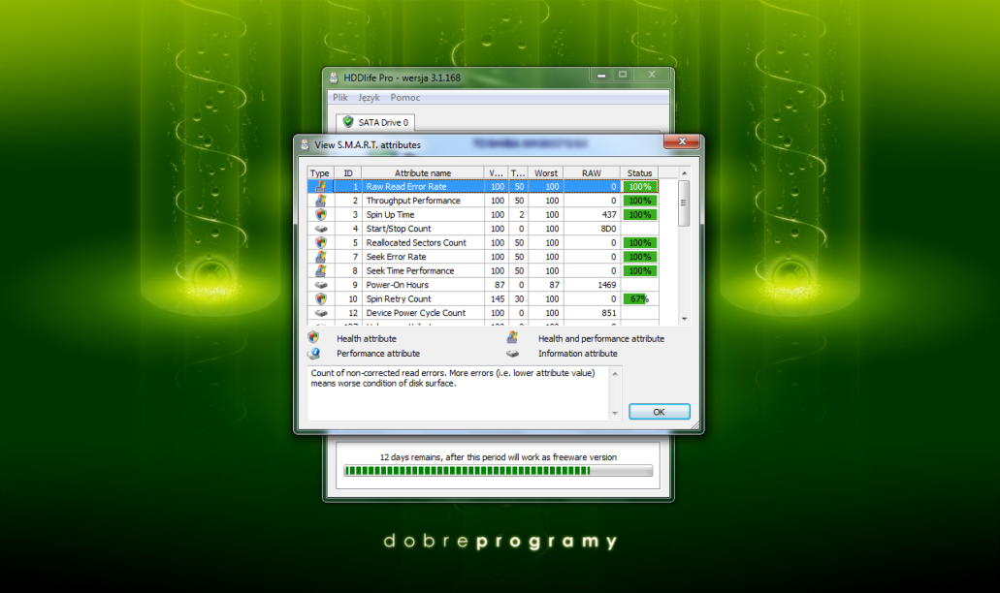 HDDlife Pro - wersja 3.1.168
Plik Język Pomoc
SATA Drive 0
View S.M.A.R.T. attributes
Type ID Attribute name V... T... Worst RAW Status
1 Raw Read Error Rate 100 50 100 0 100%
2 Throughput Performance 100 50 100 0 100%
3 Spin Up Time 100 2 100 437 100%
4 Start/Stop Count 100 0 100 8D0
5 Reallocated Sectors Count 100 50 100 0 100%
7 Seek Error Rate 100 50 100 0 100%
8 Seek Time Performance 100 50 100 0 100%
9 Power-On Hours 87 0 87 1469
10 Spin Retry Count 145 30 100 0 67%
12 Device Power Cycle Count 100 0 100 851
Health attribute Health and performance attribute
Performance attribute Information attribute
Count of non-corrected read errors. More errors (i.e. lower attribute value)
means worse condition of disk surface.
OK
12 days remains, after this period will work as freeware version
dobreprogramy